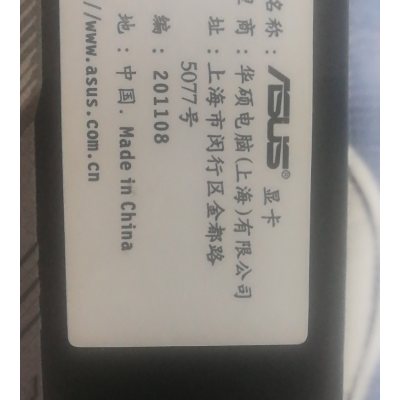 名称: ASUS® 显卡
商: 华硕电脑(上海)有限公司
址: 上海市闵行区金都路
5077号
编: 201108
地: 中国. Made in China
//www.asus.com.cn